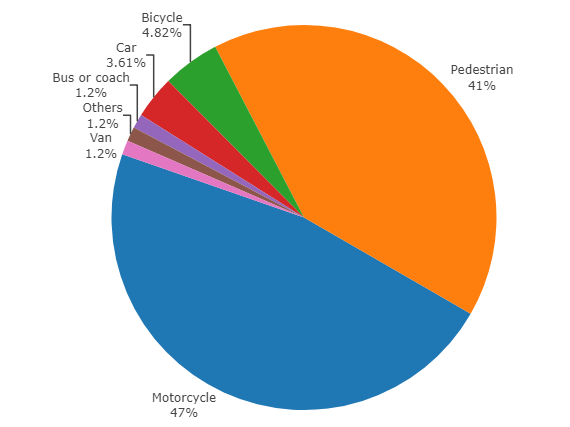 Bicycle
4.82%
Car
3.61%
Bus or coach
1.2%
Others
1.2%
Van
1.2%
Pedestrian
41%
Motorcycle
47%